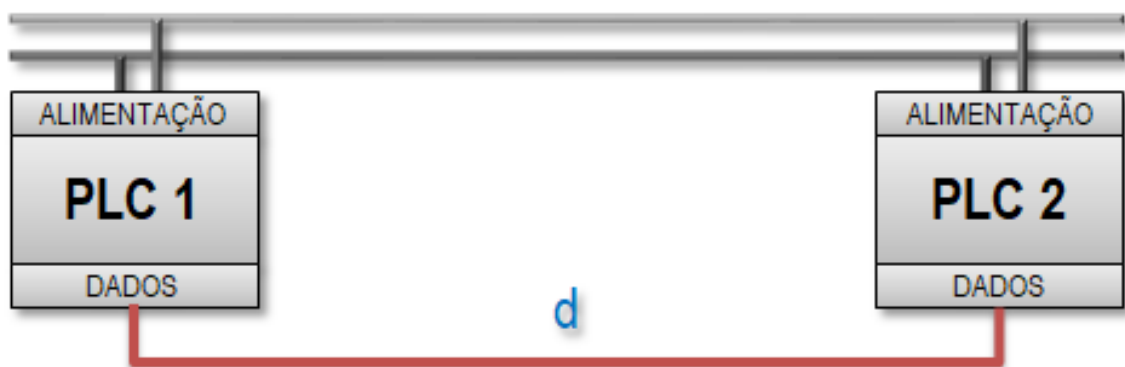 ALIMENTAÇÃO ALIMENTAÇÃO
PLC 1 PLC 2
DADOS DADOS
d